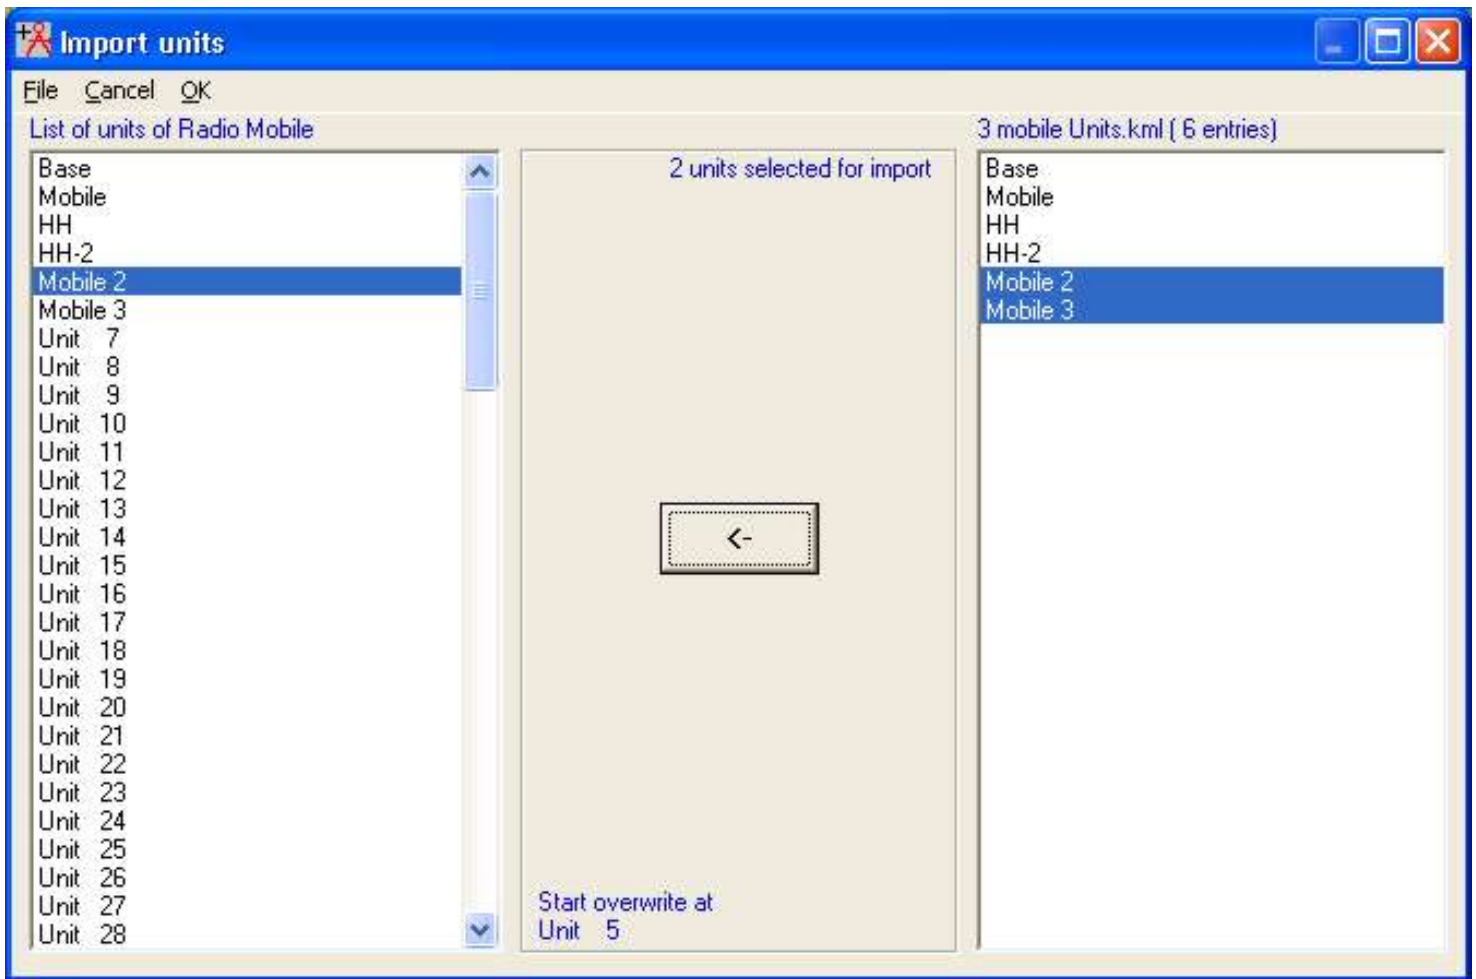 Import units
File Cancel OK
List of units of Radio Mobile
Base
Mobile
HH
HH-2
Mobile 2
Mobile 3
Unit 7
Unit 8
Unit 9
Unit 10
Unit 11
Unit 12
Unit 13
Unit 14
Unit 15
Unit 16
Unit 17
Unit 18
Unit 19
Unit 20
Unit 21
Unit 22
Unit 23
Unit 24
Unit 25
Unit 26
Unit 27
Unit 28
2 units selected for import
<-
Start overwrite at
Unit 5
3 mobile Units.kml ( 6 entries)
Base
Mobile
HH
HH-2
Mobile 2
Mobile 3